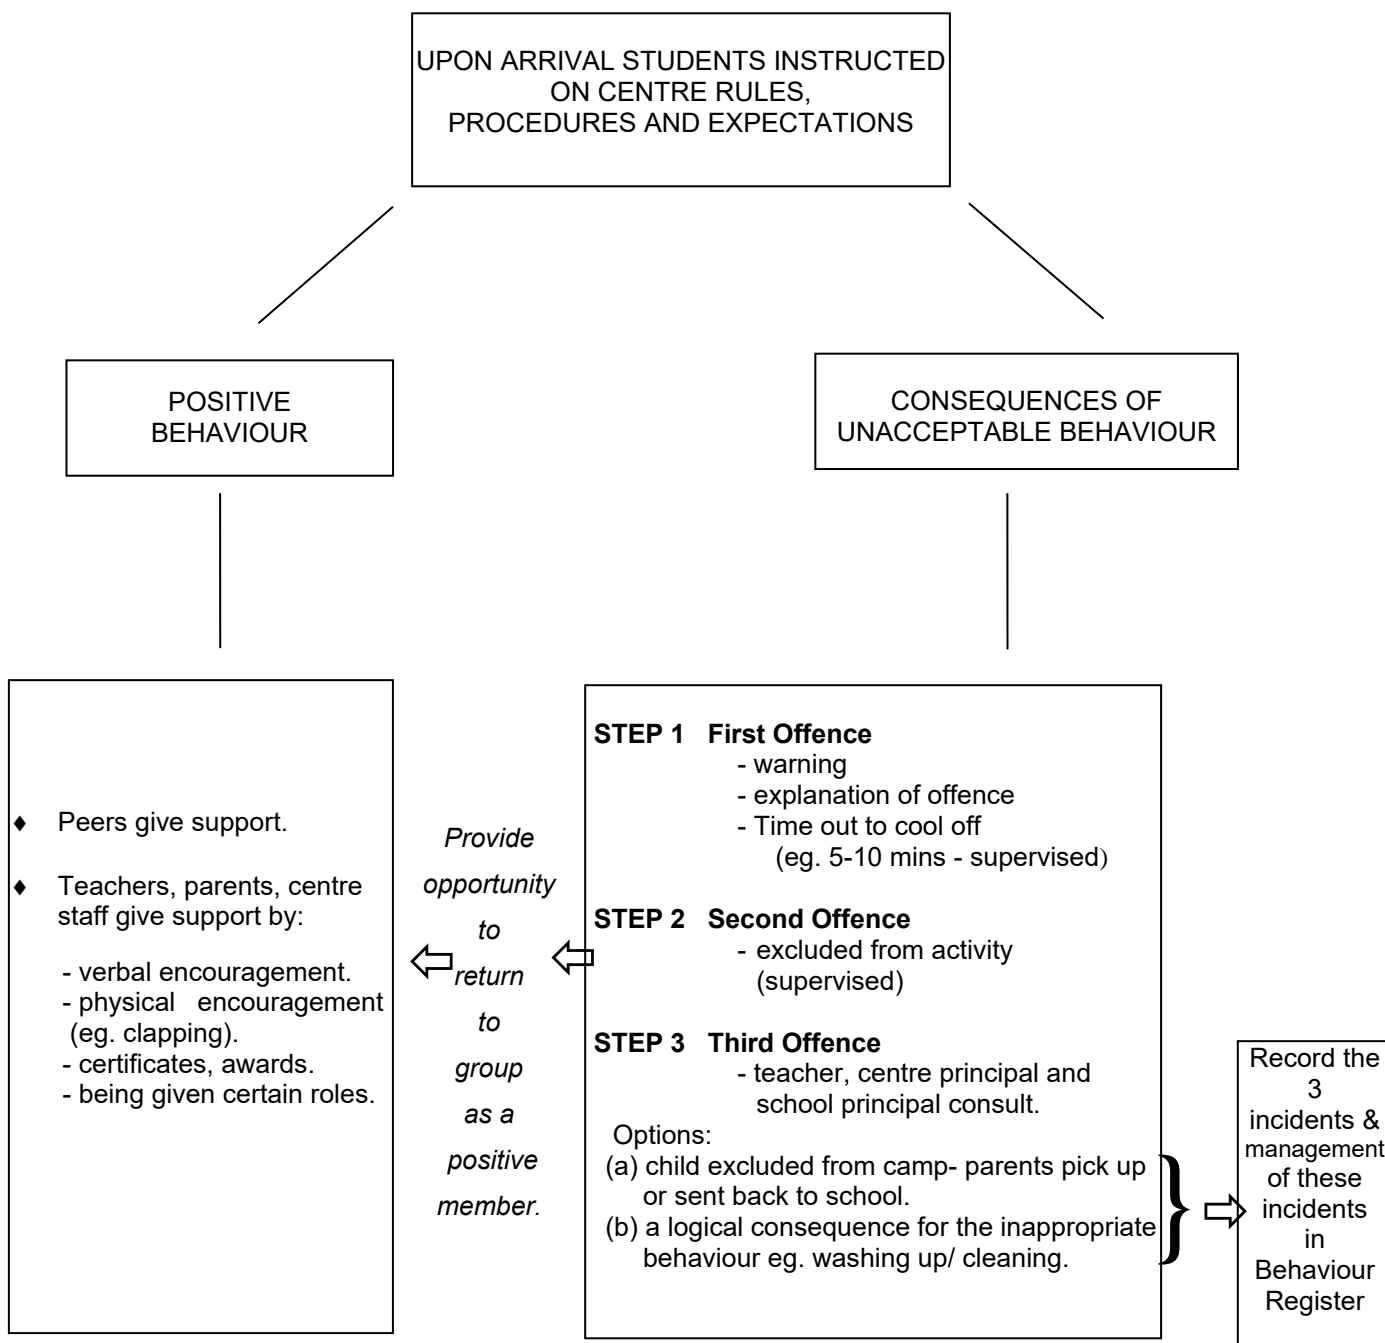 UPON ARRIVAL STUDENTS INSTRUCTED
ON CENTRE RULES,
PROCEDURES AND EXPECTATIONS
POSITIVE
BEHAVIOUR
CONSEQUENCES OF
UNACCEPTABLE BEHAVIOUR
♦ Peers give support.
♦ Teachers, parents, centre
staff give support by:
- verbal encouragement.
- physical encouragement
(eg. clapping).
- certificates, awards.
- being given certain roles.
Provide
opportunity
to
return
to
group
as a
positive
member.
STEP 1 First Offence
- warning
- explanation of offence
- Time out to cool off
(eg. 5-10 mins - supervised)
STEP 2 Second Offence
- excluded from activity
(supervised)
STEP 3 Third Offence
- teacher, centre principal and
school principal consult.
Options:
(a) child excluded from camp- parents pick up
or sent back to school.
(b) a logical consequence for the inappropriate
behaviour eg. washing up/ cleaning.
Record the
3
incidents &
management
of these
incidents
in
Behaviour
Register